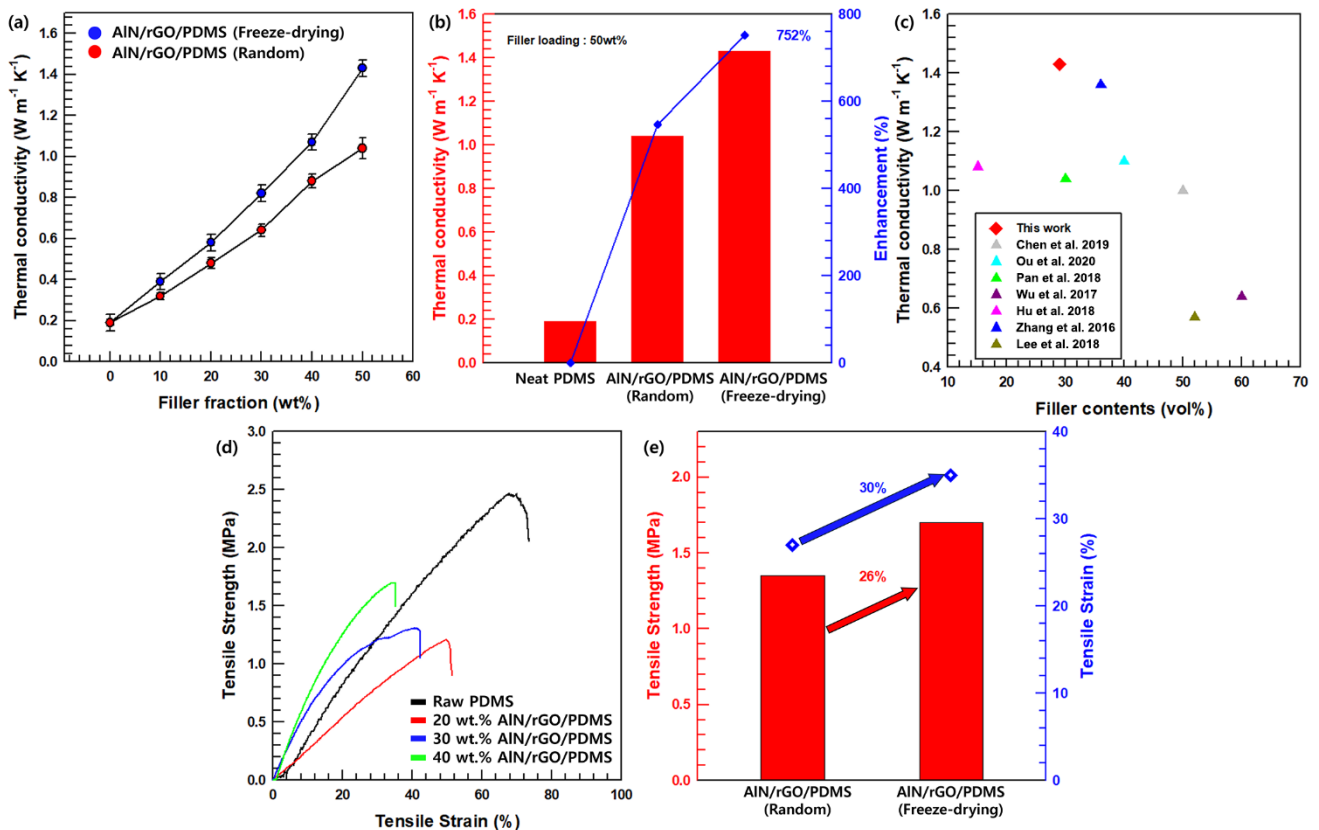 (a)
AlN/rGO/PDMS (Freeze-drying)
AlN/rGO/PDMS (Random)
Thermal conductivity (W m⁻¹ K⁻¹)
1.6
1.4
1.2
1.0
0.8
0.6
0.4
0.2
0.0
0 10 20 30 40 50
Filler fraction (wt%)
(b)
Filler loading : 50wt%
752%
Thermal conductivity (W m⁻¹ K⁻¹)
1.6
1.4
1.2
1.0
0.8
0.6
0.4
0.2
0.0
Enhancement (%)
800
600
400
200
0
Neat PDMS
AlN/rGO/PDMS
(Random)
AlN/rGO/PDMS
(Freeze-drying)
(c)
Thermal conductivity (W m⁻¹ K⁻¹)
1.6
1.4
1.2
1.0
0.8
0.6
0.4
This work
Chen et al. 2019
Ou et al. 2020
Pan et al. 2018
Wu et al. 2017
Hu et al. 2018
Zhang et al. 2016
Lee et al. 2018
10 20 30 40 50 60 70
Filler contents (vol%)
(d)
Tensile Strength (MPa)
3.0
2.5
2.0
1.5
1.0
0.5
0.0
Raw PDMS
20 wt.% AlN/rGO/PDMS
30 wt.% AlN/rGO/PDMS
40 wt.% AlN/rGO/PDMS
0 20 40 60 80 100
Tensile Strain (%)
(e)
Tensile Strength (MPa)
2.0
1.5
1.0
0.5
0.0
30%
26%
Tensile Strain (%)
40
30
20
10
0
AlN/rGO/PDMS
(Random)
AlN/rGO/PDMS
(Freeze-drying)